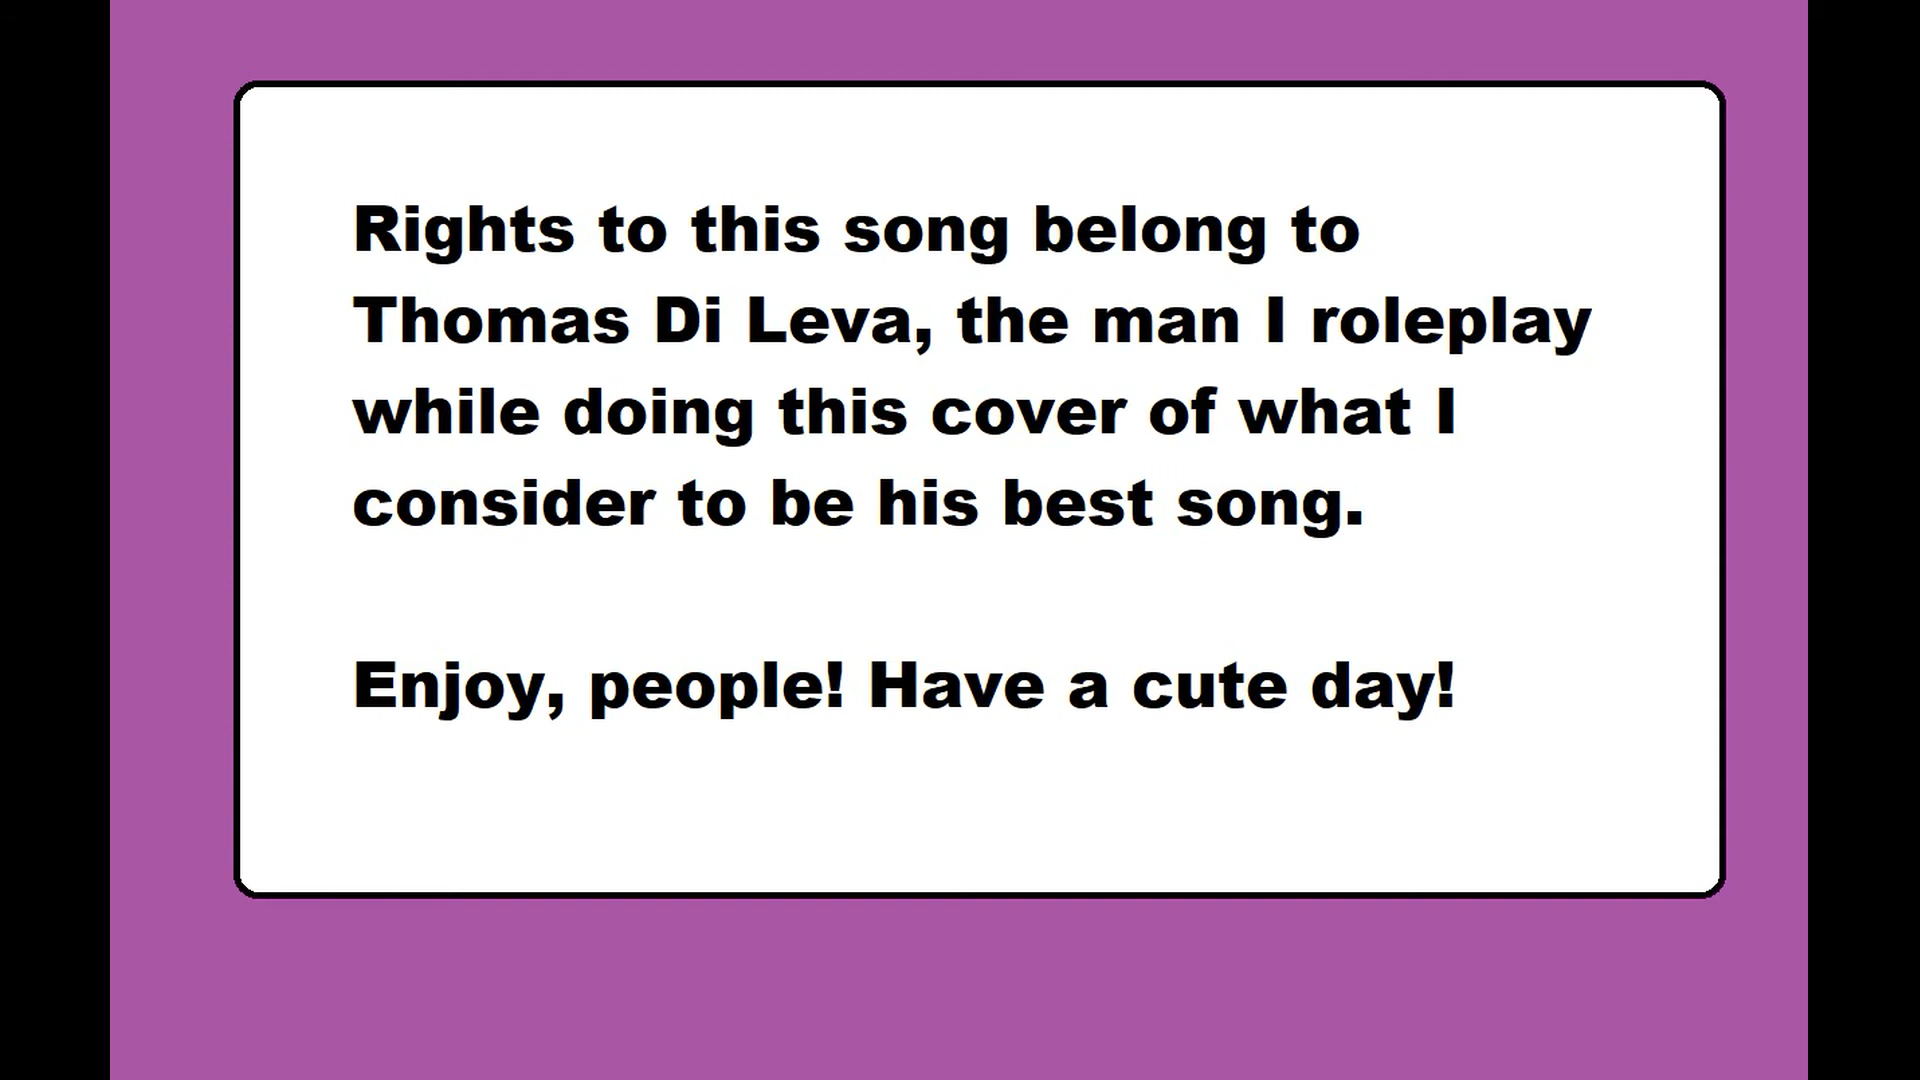 Rights to this song belong to
Thomas Di Leva, the man I roleplay
while doing this cover of what I
consider to be his best song.
Enjoy, people! Have a cute day!